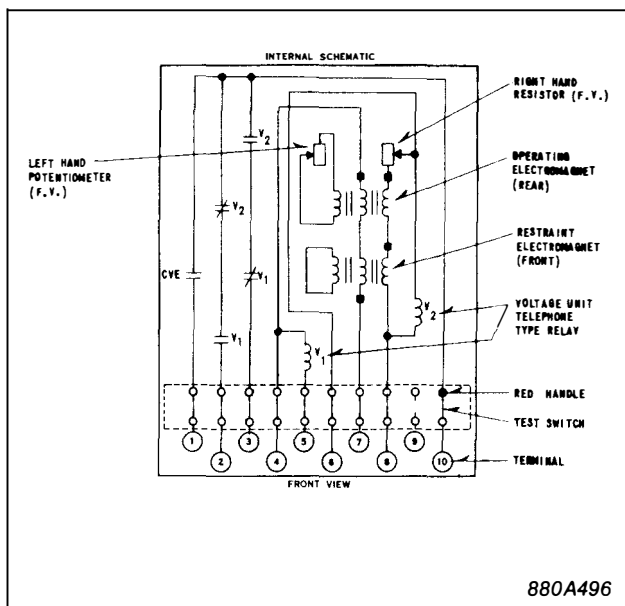 INTERNAL SCHEMATIC
RIGHT HAND
RESISTOR (F.V.)
LEFT HAND
POTENTIOMETER
(F.V.)
OPERATING
ELECTROMAGNET
(REAR)
RESTRAINT
ELECTROMAGNET
(FRONT)
V2
V2
CVE
V1
V1
V1
V2
VOLTAGE UNIT
TELEPHONE
TYPE RELAY
RED HANDLE
TEST SWITCH
TERMINAL
1
2
3
4
5
6
7
8
9
10
FRONT VIEW
880A496